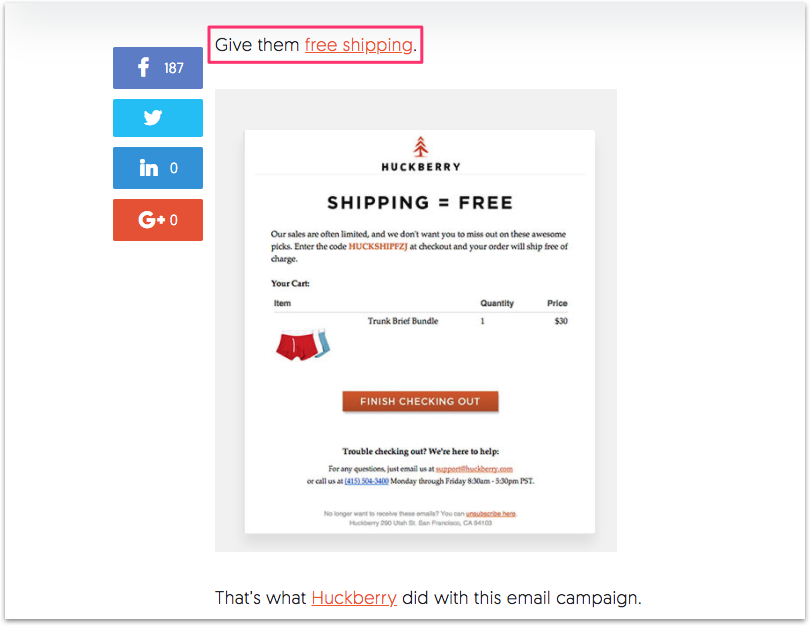 Give them free shipping.
187
0
G+ 0
HUCKBERRY
SHIPPING = FREE
Our sales are often limited, and we don't want you to miss out on these awesome
picks. Enter the code HUCKSHIPFZJ at checkout and your order will ship free of
charge.
Your Cart:
Item Quantity Price
Trunk Brief Bundle 1 $30
FINISH CHECKING OUT
Trouble checking out? We're here to help:
For any questions, just email us at support@huckberry.com
or call us at (415) 504-3400 Monday through Friday 8:30am - 5:30pm PST.
No longer want to receive these emails? You can unsubscribe here.
Huckberry 290 Utah St. San Francisco, CA 94103
That's what Huckberry did with this email campaign.